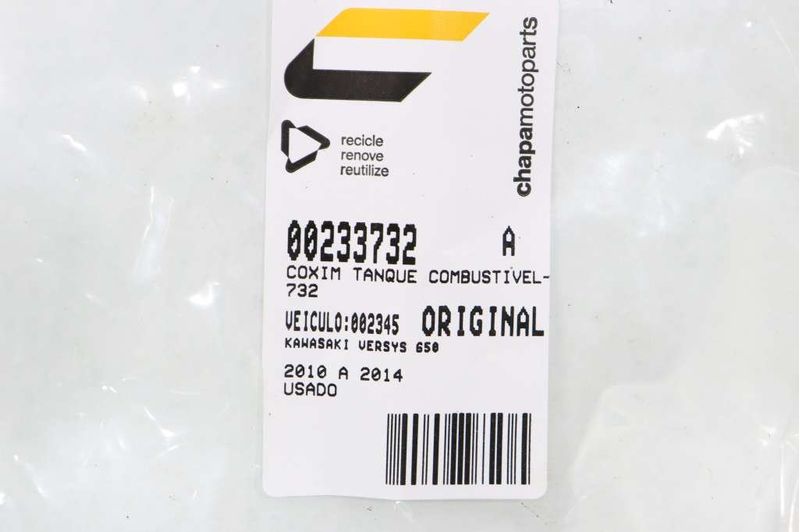 chapamotoparts
recicle
renove
reutilize
00233732 A
COXIM TANQUE COMBUSTIVEL-
732
VEICULO:002345 ORIGINAL
KAWASAKI VERSYS 650
2010 A 2014
USADO